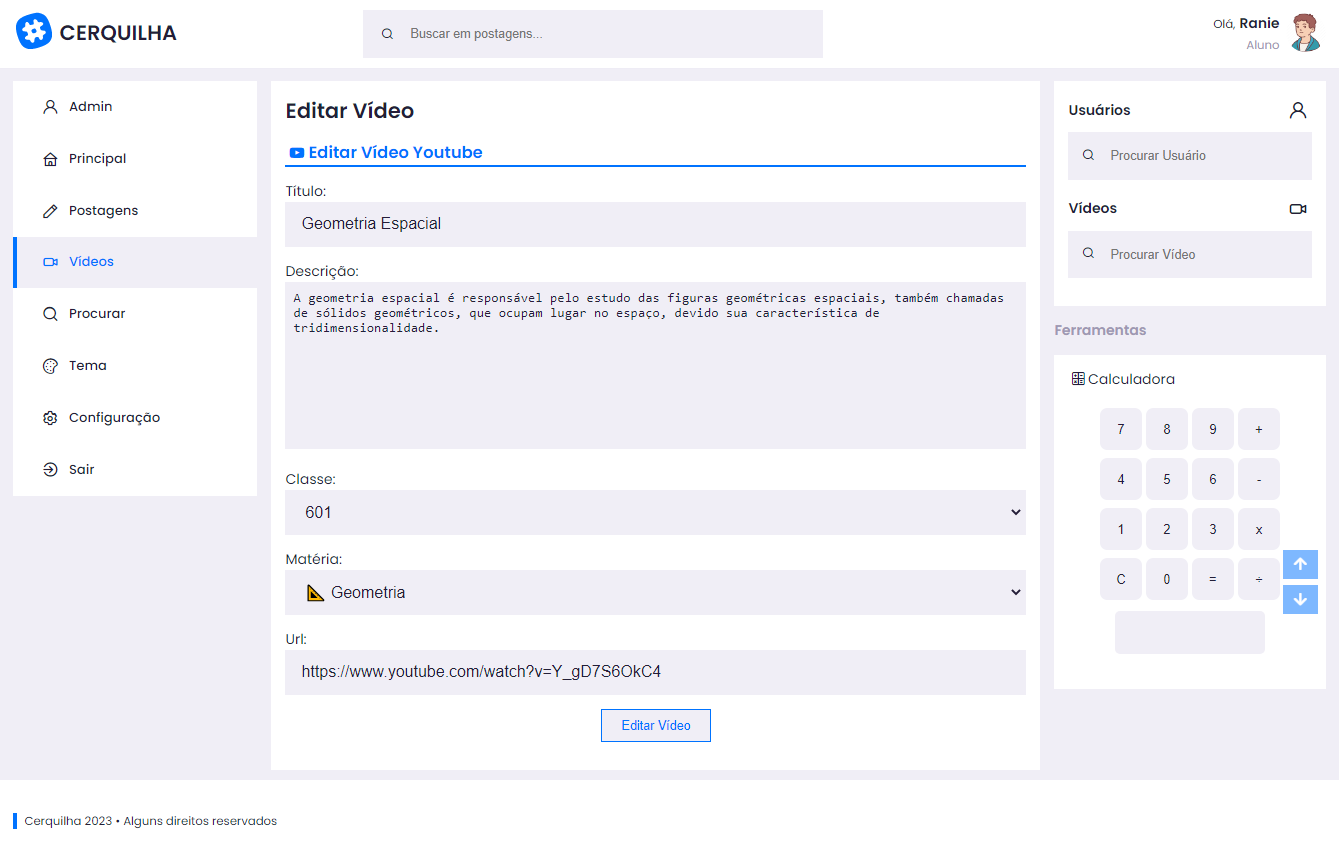 CERQUILHA
Buscar em postagens...
Olá, Ranie
Aluno
Admin
Principal
Postagens
Vídeos
Procurar
Tema
Configuração
Sair
Editar Vídeo
Editar Vídeo Youtube
Título:
Geometria Espacial
Descrição:
A geometria espacial é responsável pelo estudo das figuras geométricas espaciais, também chamadas
de sólidos geométricos, que ocupam lugar no espaço, devido sua característica de
tridimensionalidade.
Classe:
601
Matéria:
Geometria
Url:
https://www.youtube.com/watch?v=Y_gD7S6OkC4
Editar Vídeo
Usuários
Procurar Usuário
Vídeos
Procurar Vídeo
Ferramentas
Calculadora
7 8 9 +
4 5 6 -
1 2 3 x
C 0 = ÷
Cerquilha 2023 • Alguns direitos reservados